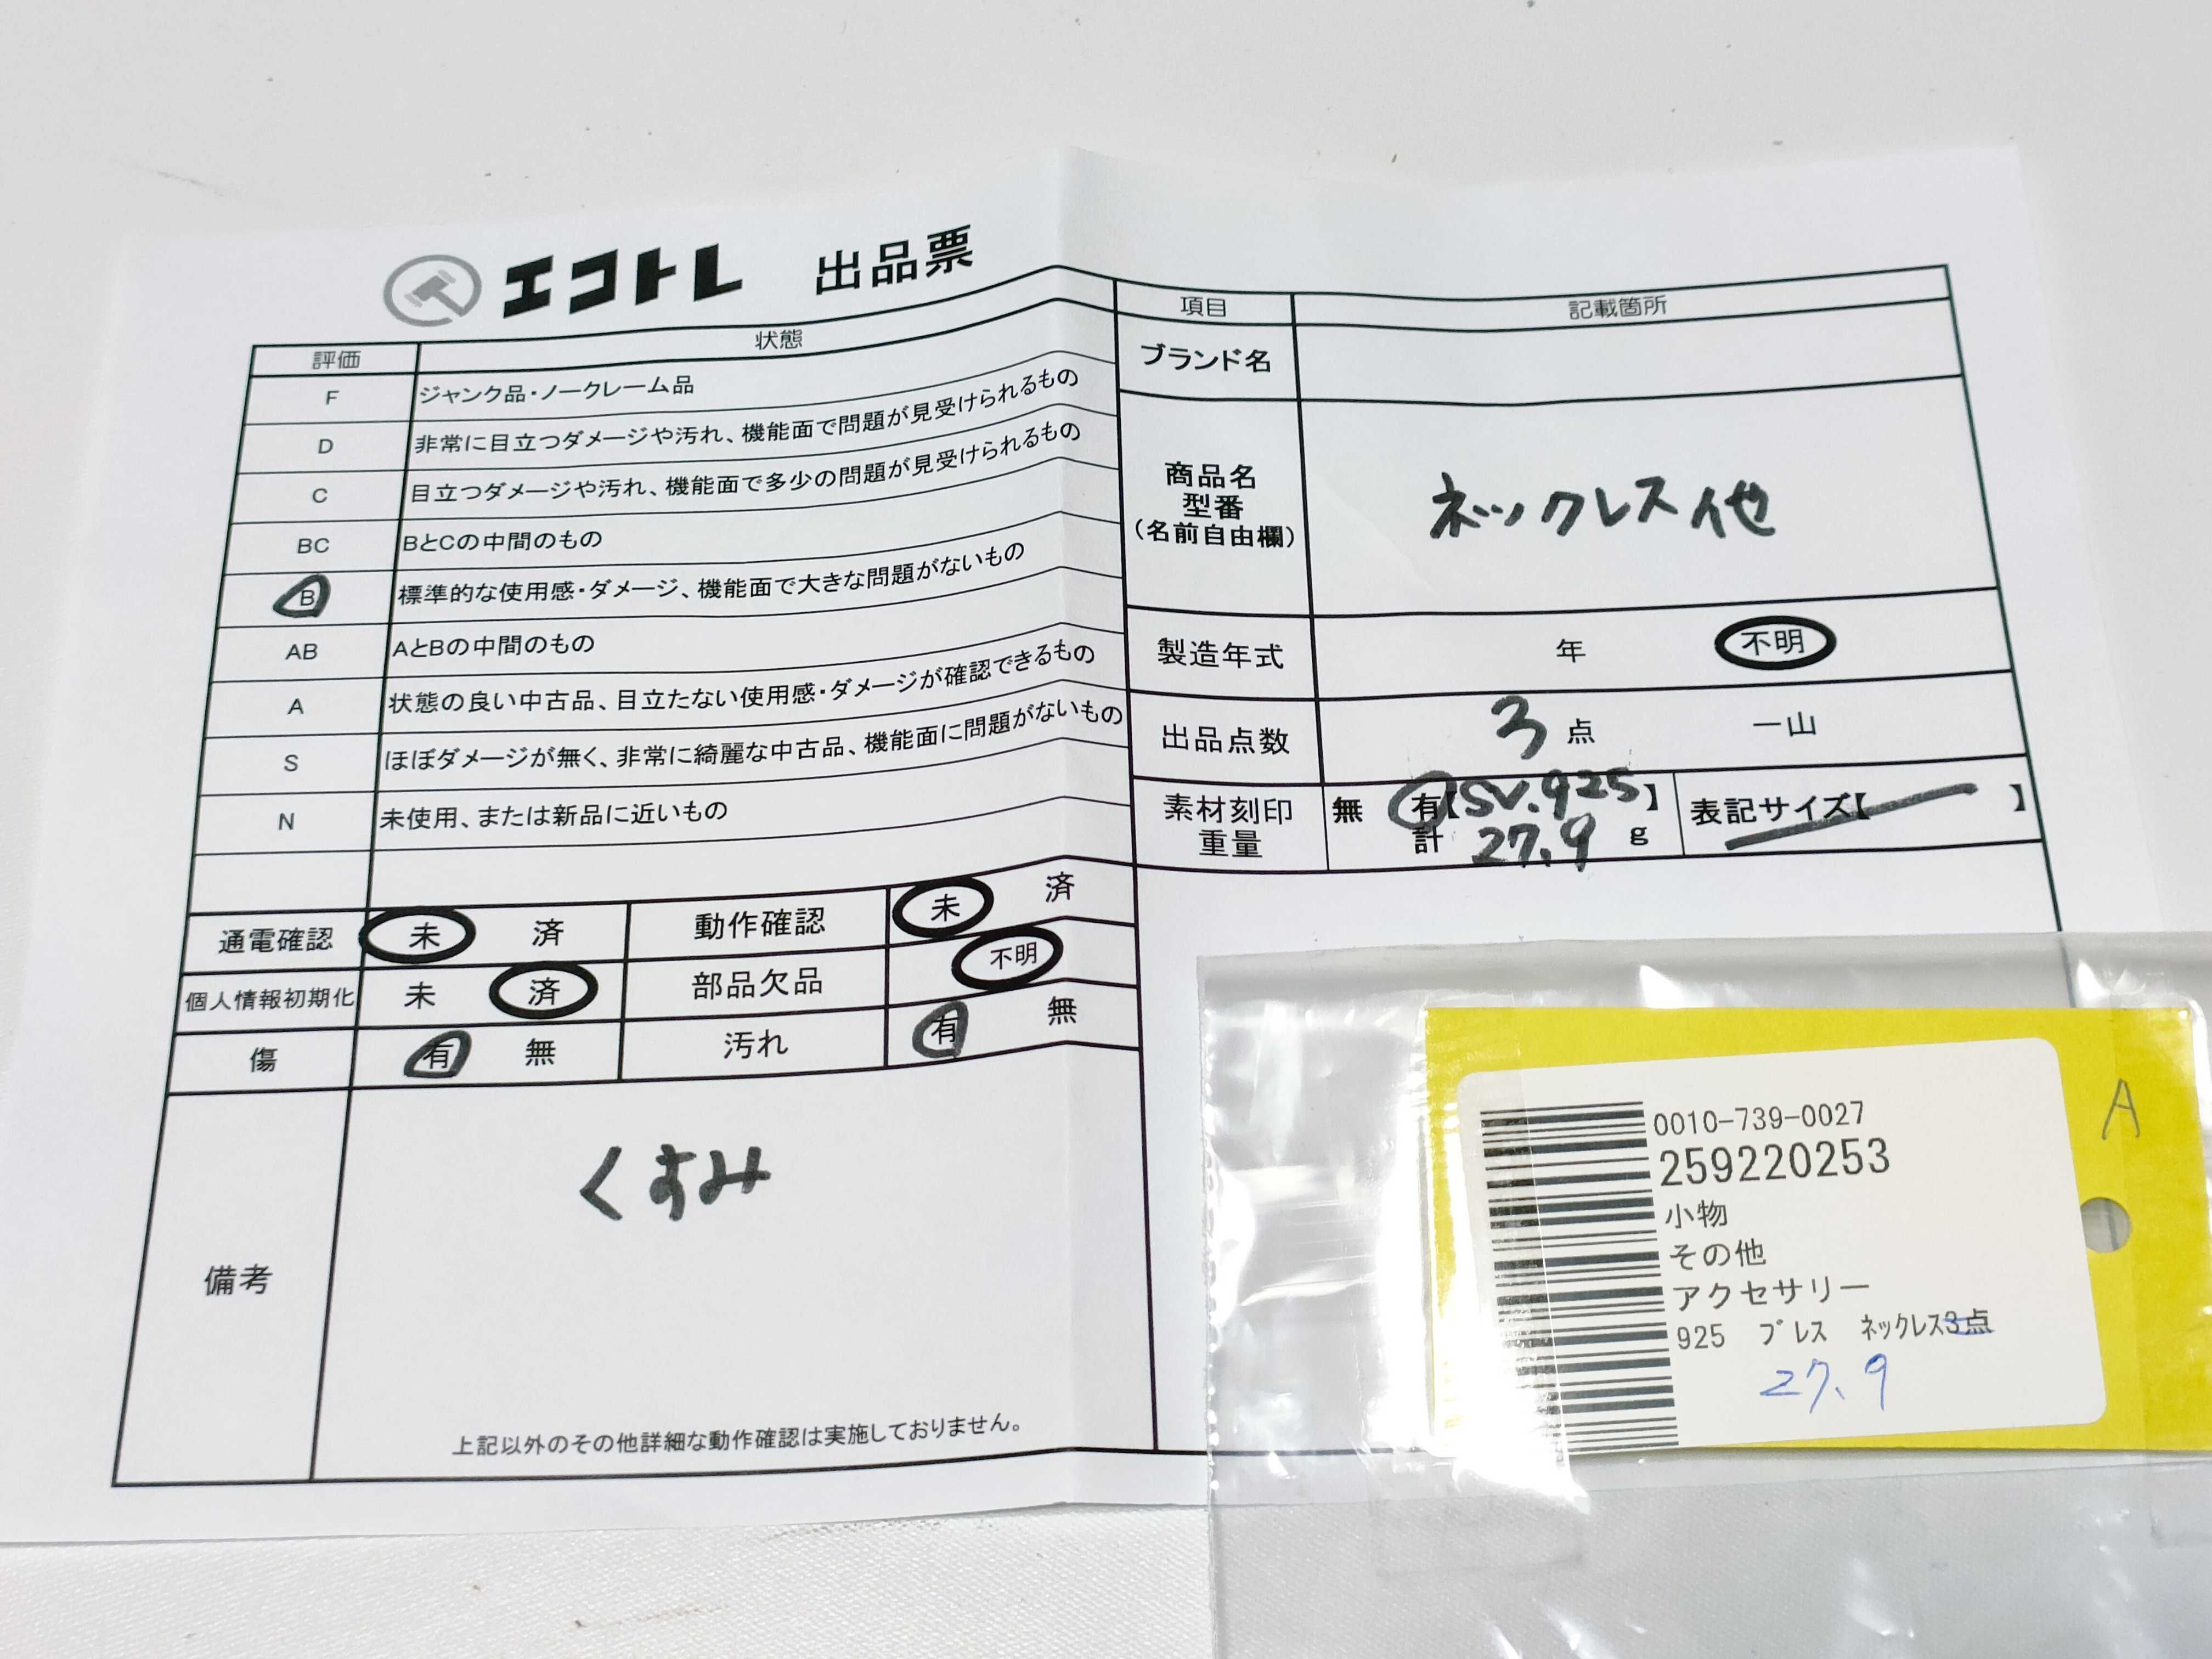 エコトレ 出品票
評価 状態
F ジャンク品・ノークレーム品
D 非常に目立つダメージや汚れ、機能面で問題が見受けられるもの
C 目立つダメージや汚れ、機能面で多少の問題が見受けられるもの
BC BとCの中間のもの
B 標準的な使用感・ダメージ、機能面で大きな問題がないもの
AB AとBの中間のもの
A 状態の良い中古品、目立たない使用感・ダメージが確認できるもの
S ほぼダメージが無く、非常に綺麗な中古品、機能面に問題がないもの
N 未使用、または新品に近いもの
通電確認 未 済 動作確認 未 済
個人情報初期化 未 済 部品欠品 不明
傷 有 無 汚れ 有 無
備考 くすみ
上記以外のその他詳細な動作確認は実施しておりません。
項目 記載箇所
ブランド名
商品名
型番
(名前自由欄)
ネックレス他
製造年式 年 不明
出品点数 3 点 一山
素材刻印 無 有【SV.925】 表記サイズ【 】
重量 計 27.9 g
0010-739-0027
259220253
小物
その他
アクセサリー
925 ブレス ネックレス3点
27.9
A